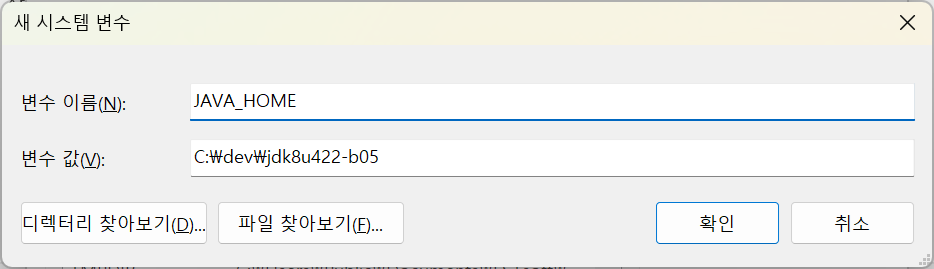 새 시스템 변수
변수 이름(N):
JAVA_HOME
변수 값(V):
C:₩dev₩jdk8u422-b05
디렉터리 찾아보기(D)...
파일 찾아보기(F)...
확인
취소